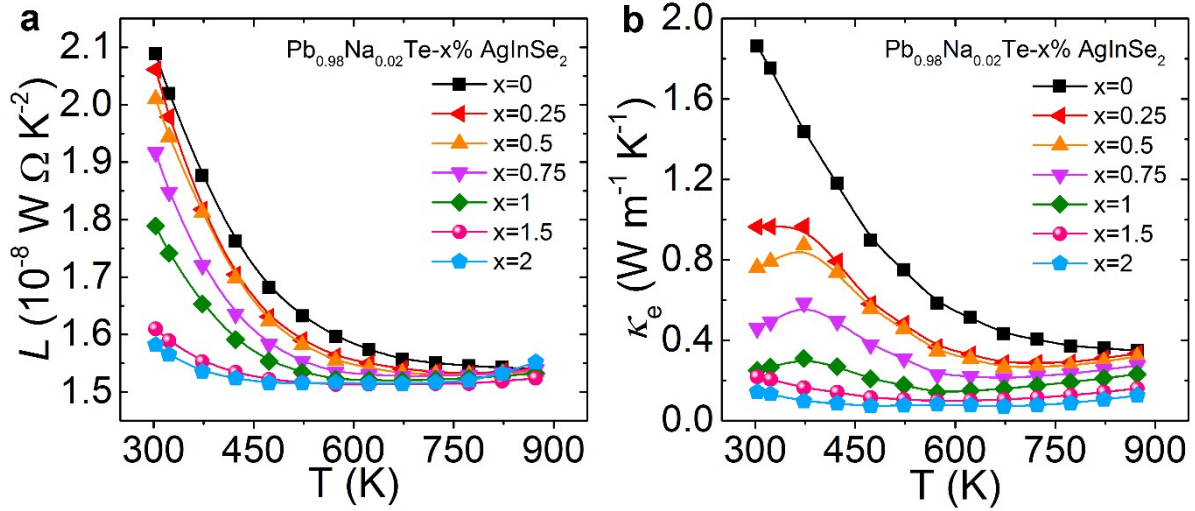 a
Pb₀.₉₈Na₀.₀₂Te-x% AgInSe₂
x=0
x=0.25
x=0.5
x=0.75
x=1
x=1.5
x=2
2.1
2.0
1.9
1.8
1.7
1.6
1.5
L (10⁻⁸ W Ω K⁻²)
300
450
600
750
900
T (K)
b
Pb₀.₉₈Na₀.₀₂Te-x% AgInSe₂
x=0
x=0.25
x=0.5
x=0.75
x=1
x=1.5
x=2
2.0
1.6
1.2
0.8
0.4
0.0
κₑ (W m⁻¹ K⁻¹)
300
450
600
750
900
T (K)